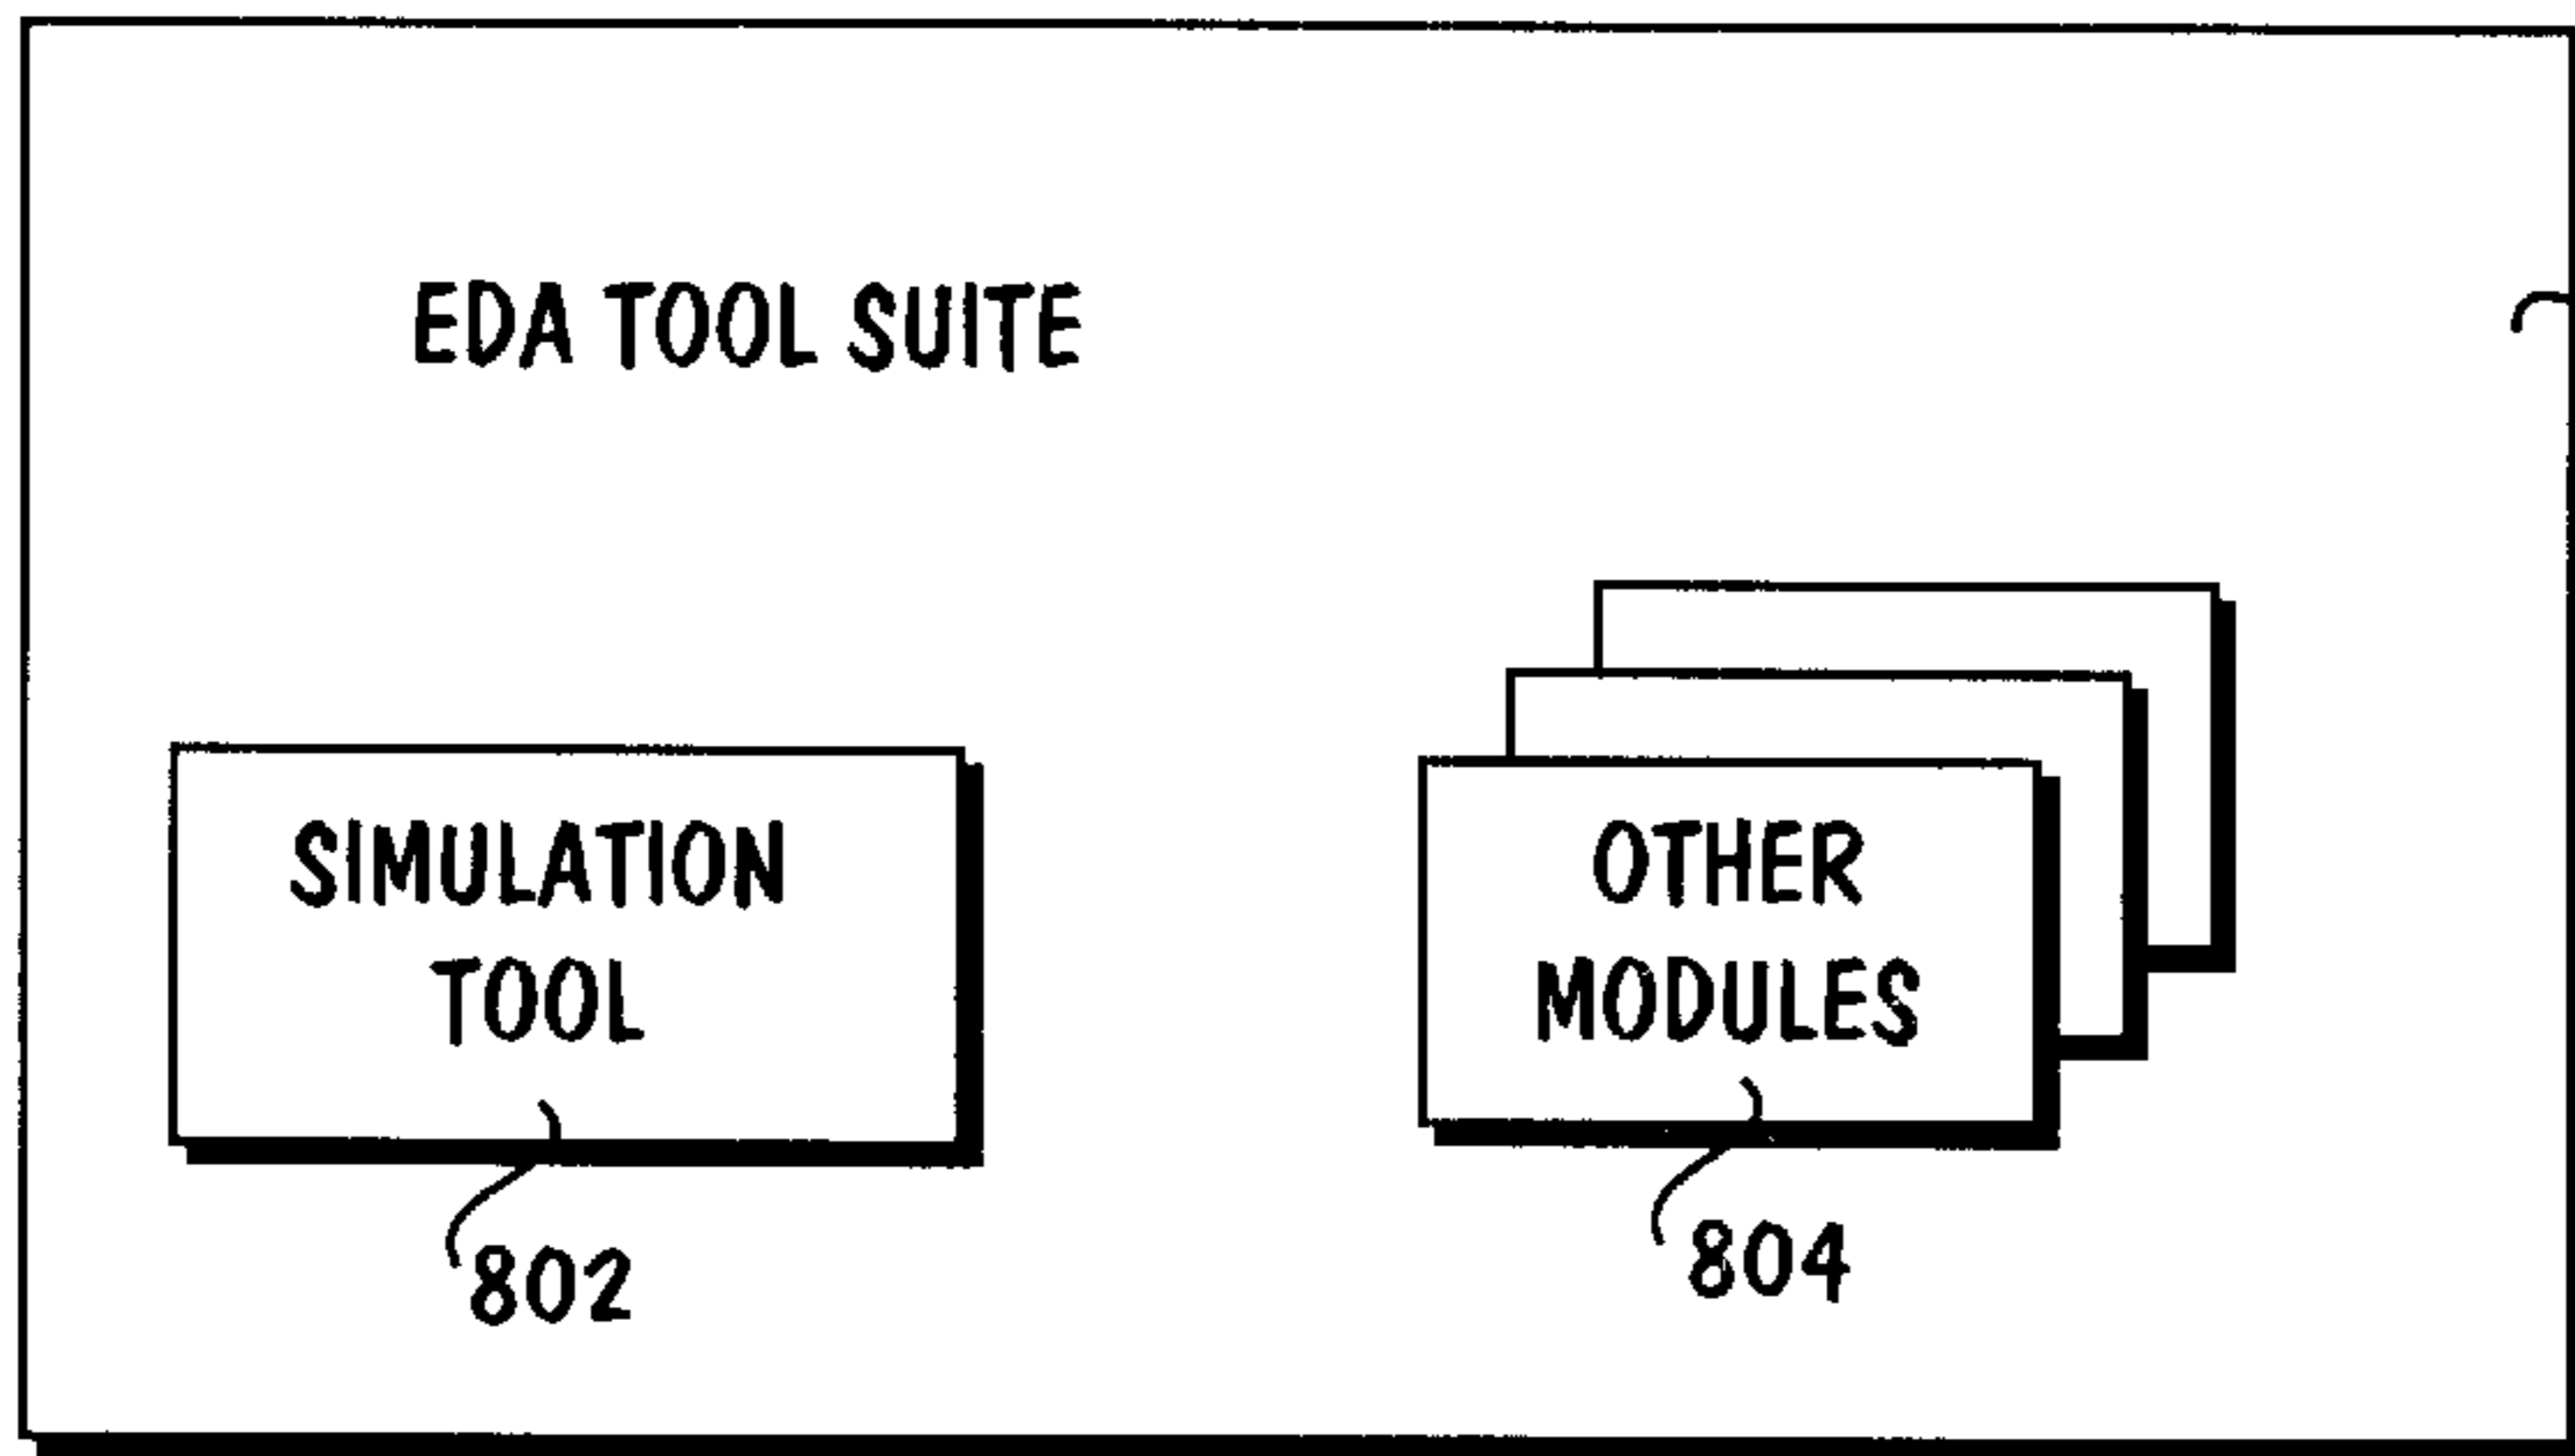 EDA TOOL SUITE
SIMULATION
TOOL
802
OTHER
MODULES
804